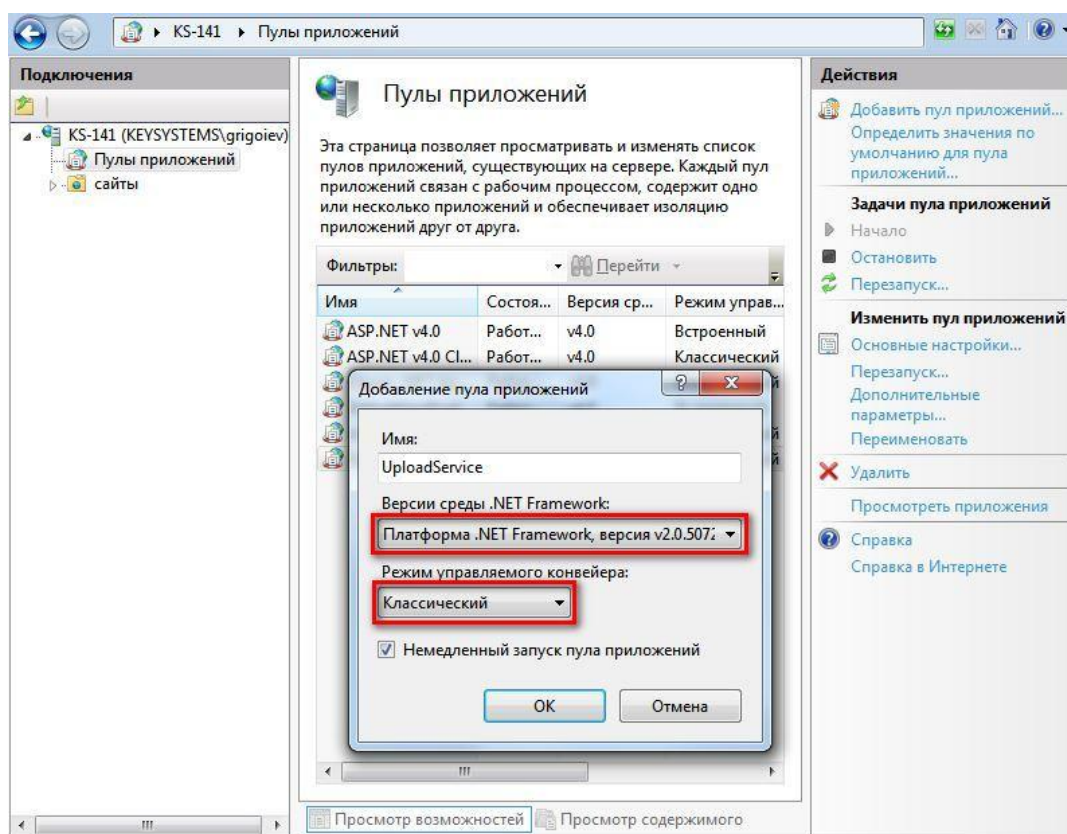 KS-141 Пулы приложений
Подключения
KS-141 (KEYSYSTEMS\grigoiev)
Пулы приложений
сайты
Пулы приложений
Эта страница позволяет просматривать и изменять список
пулов приложений, существующих на сервере. Каждый пул
приложений связан с рабочим процессом, содержит одно
или несколько приложений и обеспечивает изоляцию
приложений друг от друга.
Фильтры: Перейти
Имя Состоя... Версия ср... Режим управ...
ASP.NET v4.0 Работ... v4.0 Встроенный
ASP.NET v4.0 Cl... Работ... v4.0 Классический
Добавление пула приложений
Имя:
UploadService
Версии среды .NET Framework:
Платформа .NET Framework, версия v2.0.5072
Режим управляемого конвейера:
Классический
Немедленный запуск пула приложений
ОК Отмена
Просмотр возможностей Просмотр содержимого
Действия
Добавить пул приложений...
Определить значения по
умолчанию для пула
приложений...
Задачи пула приложений
Начало
Остановить
Перезапуск...
Изменить пул приложений
Основные настройки...
Перезапуск...
Дополнительные
параметры...
Переименовать
Удалить
Просмотреть приложения
Справка
Справка в Интернете